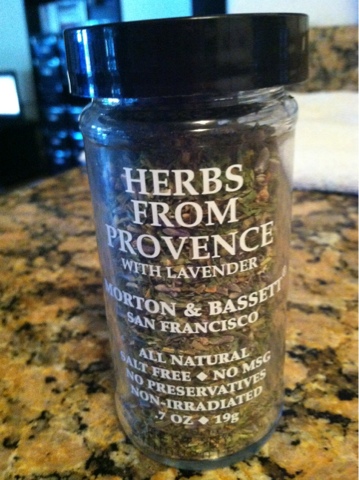 HERBS
FROM
PROVENCE
WITH LAVENDER
MORTON & BASSETT®
SAN FRANCISCO
ALL NATURAL
SALT FREE ◆ NO MSG
NO PRESERVATIVES
NON-IRRADIATED
.7 OZ ◆ 19g